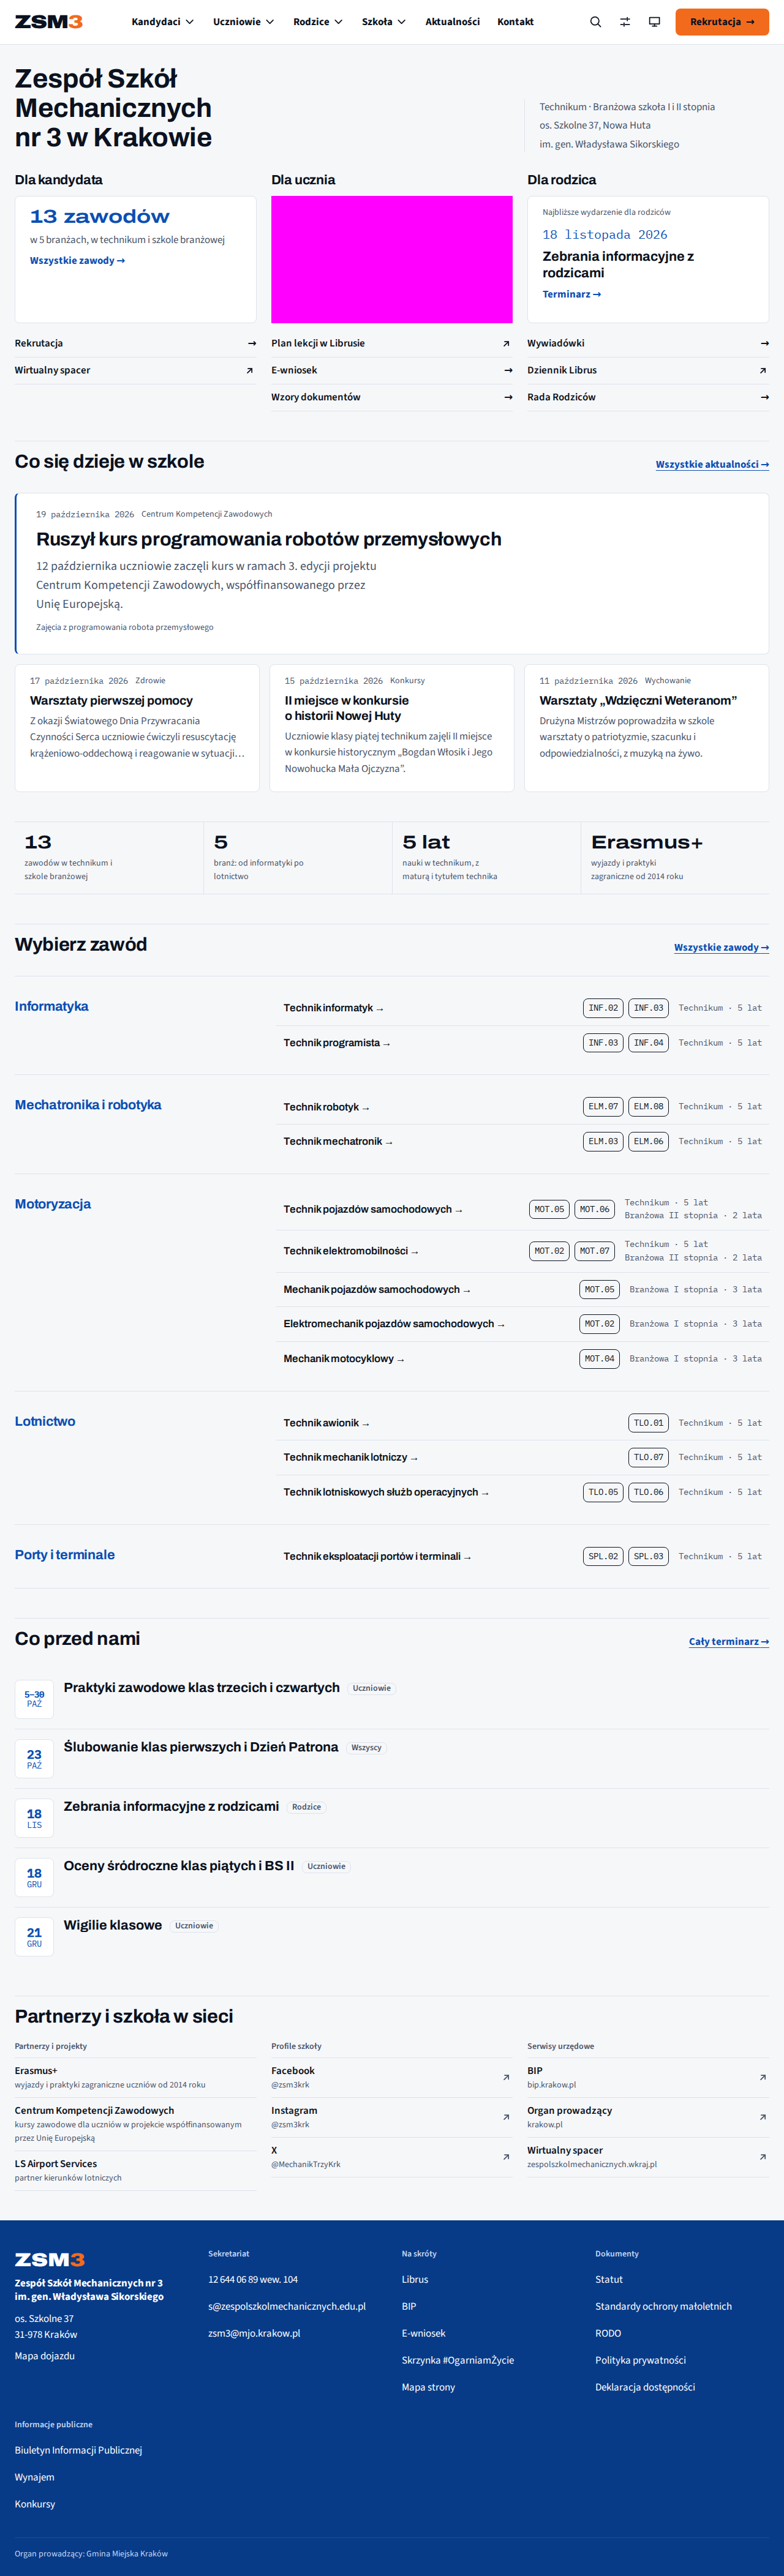 ZSM3
Kandydaci
Uczniowie
Rodzice
Szkoła
Aktualności
Kontakt
Rekrutacja →
Zespół Szkół
Mechanicznych
nr 3 w Krakowie
Technikum · Branżowa szkoła I i II stopnia
os. Szkolne 37, Nowa Huta
im. gen. Władysława Sikorskiego
Dla kandydata
13 zawodów
w 5 branżach, w technikum i szkole branżowej
Wszystkie zawody →
Rekrutacja →
Wirtualny spacer ↗
Dla ucznia
Plan lekcji w Librusie ↗
E-wniosek →
Wzory dokumentów →
Dla rodzica
Najbliższe wydarzenie dla rodziców
18 listopada 2026
Zebrania informacyjne z
rodzicami
Terminarz →
Wywiadówki →
Dziennik Librus ↗
Rada Rodziców →
Co się dzieje w szkole
Wszystkie aktualności →
19 października 2026 Centrum Kompetencji Zawodowych
Ruszył kurs programowania robotów przemysłowych
12 października uczniowie zaczęli kurs w ramach 3. edycji projektu
Centrum Kompetencji Zawodowych, współfinansowanego przez
Unię Europejską.
Zajęcia z programowania robota przemysłowego
17 października 2026 Zdrowie
Warsztaty pierwszej pomocy
Z okazji Światowego Dnia Przywracania
Czynności Serca uczniowie ćwiczyli resuscytację
krążeniowo-oddechową i reagowanie w sytuacji…
15 października 2026 Konkursy
II miejsce w konkursie
o historii Nowej Huty
Uczniowie klasy piątej technikum zajęli II miejsce
w konkursie historycznym „Bogdan Włosik i Jego
Nowohucka Mała Ojczyzna”.
11 października 2026 Wychowanie
Warsztaty „Wdzięczni Weteranom”
Drużyna Mistrzów poprowadziła w szkole
warsztaty o patriotyzmie, szacunku i
odpowiedzialności, z muzyką na żywo.
13
zawodów w technikum i
szkole branżowej
5
branż: od informatyki po
lotnictwo
5 lat
nauki w technikum, z
maturą i tytułem technika
Erasmus+
wyjazdy i praktyki
zagraniczne od 2014 roku
Wybierz zawód
Wszystkie zawody →
Informatyka
Technik informatyk → INF.02 INF.03 Technikum · 5 lat
Technik programista → INF.03 INF.04 Technikum · 5 lat
Mechatronika i robotyka
Technik robotyk → ELM.07 ELM.08 Technikum · 5 lat
Technik mechatronik → ELM.03 ELM.06 Technikum · 5 lat
Motoryzacja
Technik pojazdów samochodowych → MOT.05 MOT.06 Technikum · 5 lat
Branżowa II stopnia · 2 lata
Technik elektromobilności → MOT.02 MOT.07 Technikum · 5 lat
Branżowa II stopnia · 2 lata
Mechanik pojazdów samochodowych → MOT.05 Branżowa I stopnia · 3 lata
Elektromechanik pojazdów samochodowych → MOT.02 Branżowa I stopnia · 3 lata
Mechanik motocyklowy → MOT.04 Branżowa I stopnia · 3 lata
Lotnictwo
Technik awionik → TLO.01 Technikum · 5 lat
Technik mechanik lotniczy → TLO.07 Technikum · 5 lat
Technik lotniskowych służb operacyjnych → TLO.05 TLO.06 Technikum · 5 lat
Porty i terminale
Technik eksploatacji portów i terminali → SPL.02 SPL.03 Technikum · 5 lat
Co przed nami
Cały terminarz →
5–30
PAŹ
Praktyki zawodowe klas trzecich i czwartych Uczniowie
23
PAŹ
Ślubowanie klas pierwszych i Dzień Patrona Wszyscy
18
LIS
Zebrania informacyjne z rodzicami Rodzice
18
GRU
Oceny śródroczne klas piątych i BS II Uczniowie
21
GRU
Wigilie klasowe Uczniowie
Partnerzy i szkoła w sieci
Partnerzy i projekty
Erasmus+
wyjazdy i praktyki zagraniczne uczniów od 2014 roku
Centrum Kompetencji Zawodowych
kursy zawodowe dla uczniów w projekcie współfinansowanym
przez Unię Europejską
LS Airport Services
partner kierunków lotniczych
Profile szkoły
Facebook
@zsm3krk ↗
Instagram
@zsm3krk ↗
X
@MechanikTrzyKrk ↗
Serwisy urzędowe
BIP
bip.krakow.pl ↗
Organ prowadzący
krakow.pl ↗
Wirtualny spacer
zespolszkolmechanicznych.wkraj.pl ↗
ZSM3
Zespół Szkół Mechanicznych nr 3
im. gen. Władysława Sikorskiego
os. Szkolne 37
31-978 Kraków
Mapa dojazdu
Sekretariat
12 644 06 89 wew. 104
s@zespolszkolmechanicznych.edu.pl
zsm3@mjo.krakow.pl
Na skróty
Librus
BIP
E-wniosek
Skrzynka #OgarniamŻycie
Mapa strony
Dokumenty
Statut
Standardy ochrony małoletnich
RODO
Polityka prywatności
Deklaracja dostępności
Informacje publiczne
Biuletyn Informacji Publicznej
Wynajem
Konkursy
Organ prowadzący: Gmina Miejska Kraków